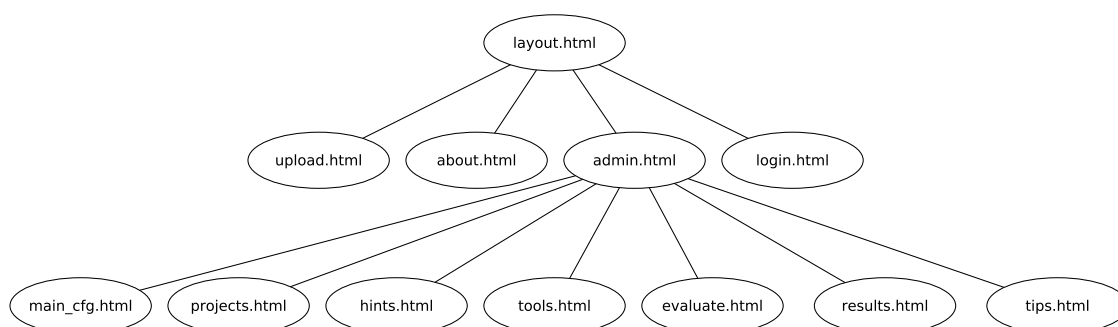 layout.html
upload.html
about.html
admin.html
login.html
main_cfg.html
projects.html
hints.html
tools.html
evaluate.html
results.html
tips.html